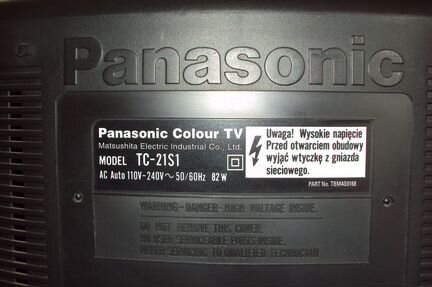 Panasonic
Panasonic Colour TV
Matsushita Electric Industrial Co., Ltd.
MODEL TC-21S1
AC Auto 110V-240V~ 50/60Hz 82W
Uwaga! Wysokie napięcie
Przed otwarciem obudowy
wyjąć wtyczkę z gniazda
sieciowego.
PART No. TBM4G0168
WARNING-DANGER-HIGH VOLTAGE INSIDE.
DO NOT REMOVE THIS COVER.
NO USER SERVICEABLE PARTS INSIDE.
REFER SERVICING TO QUALIFIED TECHNICIAN.